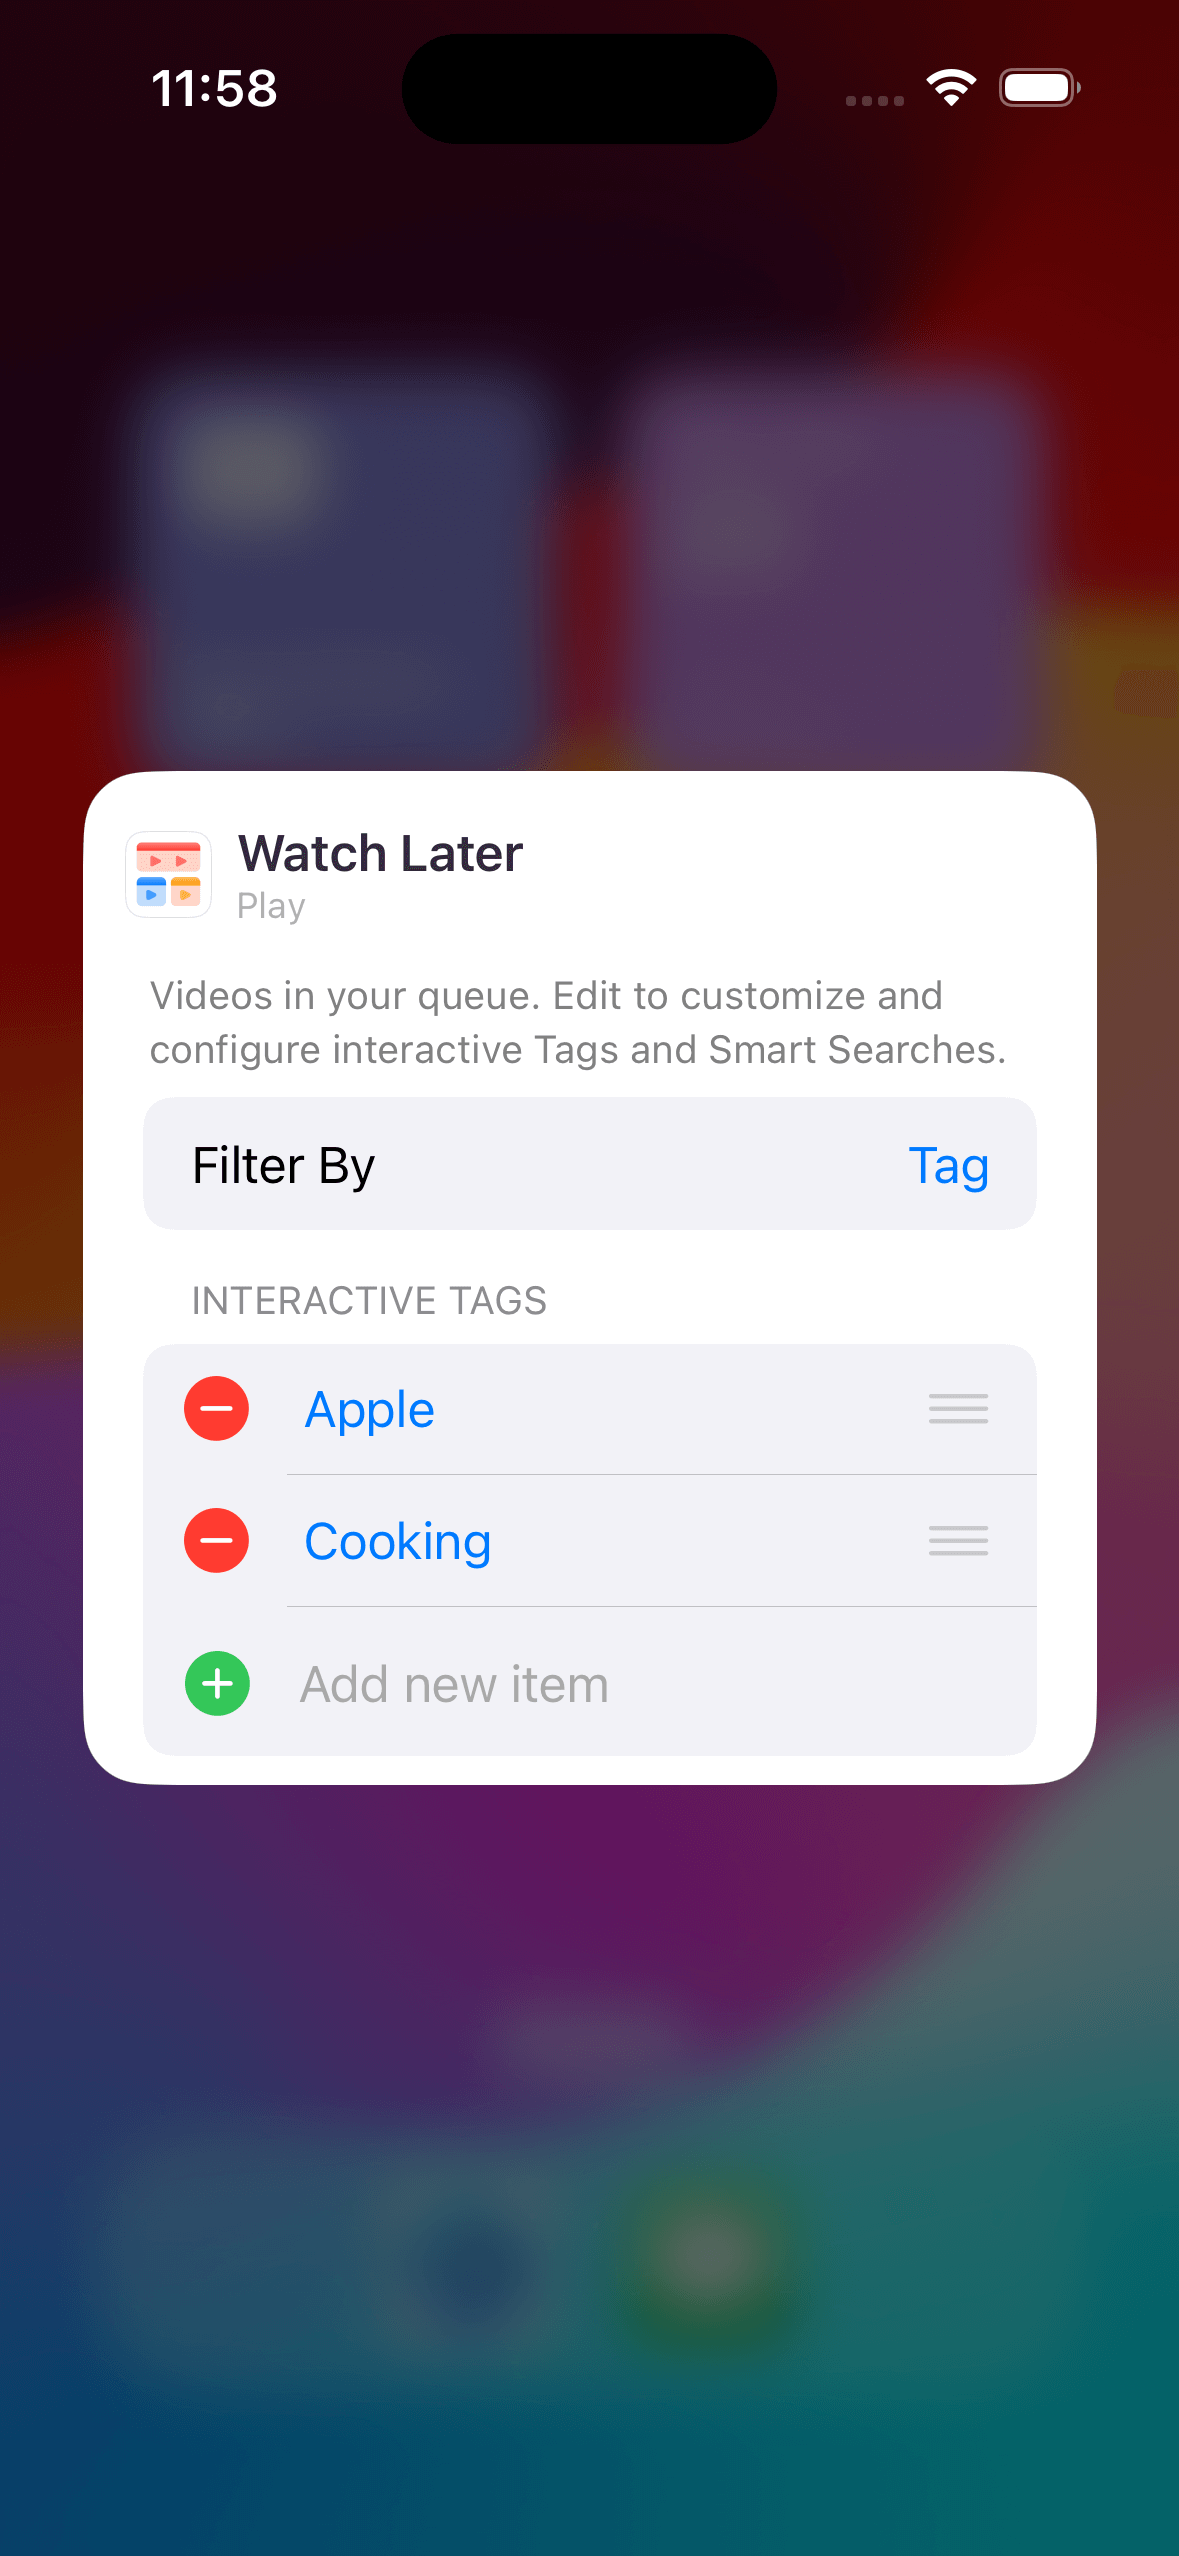 11:58
Watch Later
Play
Videos in your queue. Edit to customize and
configure interactive Tags and Smart Searches.
Filter By Tag
INTERACTIVE TAGS
Apple
Cooking
Add new item